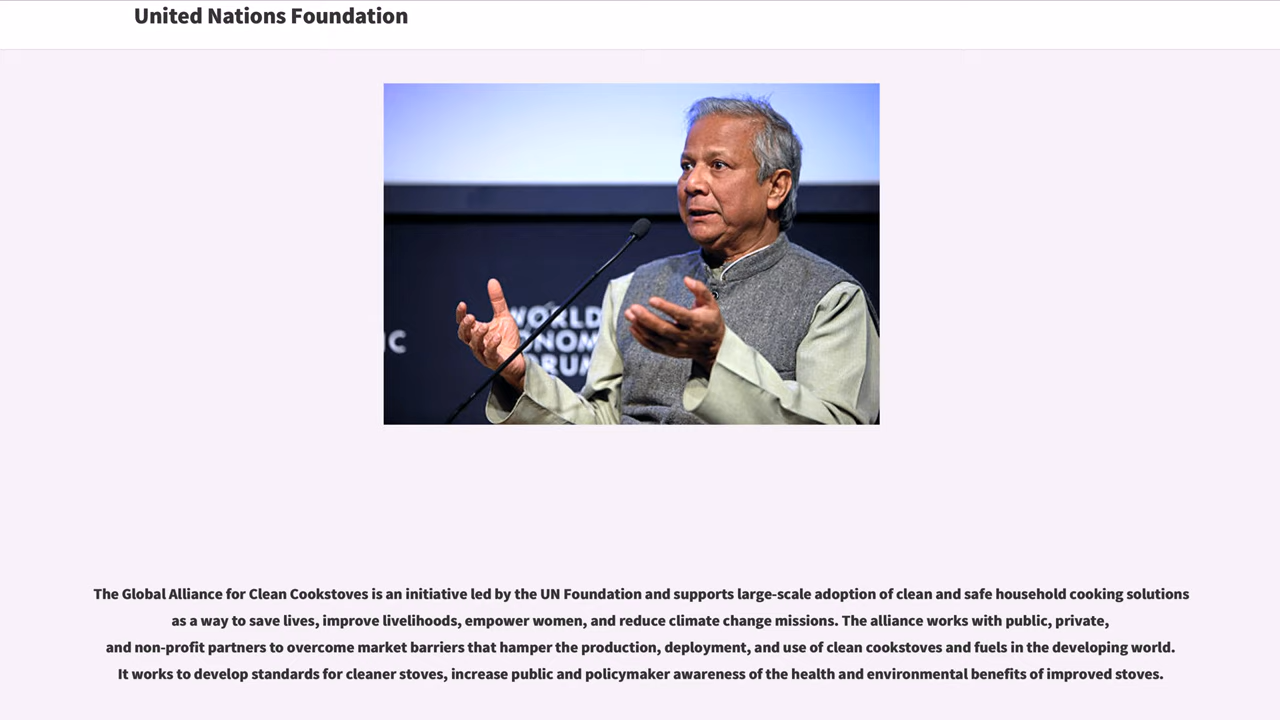 United Nations Foundation
IC
WORLD
ECONOM
FORUM
The Global Alliance for Clean Cookstoves is an initiative led by the UN Foundation and supports large-scale adoption of clean and safe household cooking solutions
as a way to save lives, improve livelihoods, empower women, and reduce climate change missions. The alliance works with public, private,
and non-profit partners to overcome market barriers that hamper the production, deployment, and use of clean cookstoves and fuels in the developing world.
It works to develop standards for cleaner stoves, increase public and policymaker awareness of the health and environmental benefits of improved stoves.